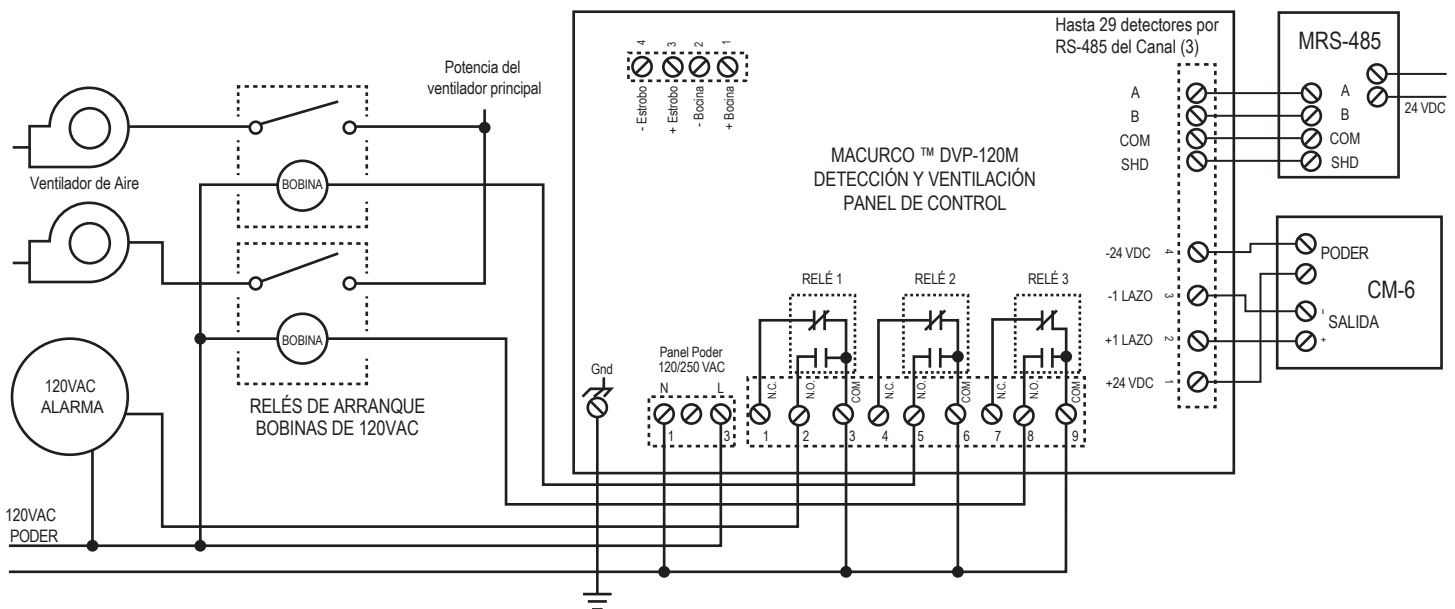 Potencia del
ventilador principal
Ventilador de Aire
BOBINA
BOBINA
RELÉS DE ARRANQUE
BOBINAS DE 120VAC
120VAC
ALARMA
120VAC
PODER
4
3
2
1
- Estrobo
+ Estrobo
- Bocina
+ Bocina
MACURCO ™ DVP-120M
DETECCIÓN Y VENTILACIÓN
PANEL DE CONTROL
Hasta 29 detectores por
RS-485 del Canal (3)
A
B
COM
SHD
-24 VDC
4
-1 LAZO
3
+1 LAZO
2
+24 VDC
1
MRS-485
A
B
COM
SHD
24 VDC
PODER
CM-6
-
SALIDA
+
RELÉ 1
RELÉ 2
RELÉ 3
Gnd
Panel Poder
120/250 VAC
N
L
1
3
N.C.
N.O.
COM
N.C.
N.O.
COM
N.C.
N.O.
COM
1
2
3
4
5
6
7
8
9